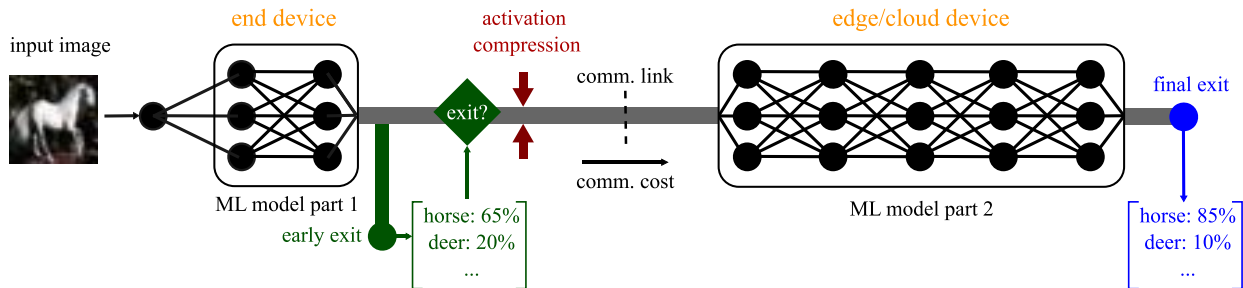 end device
activation
compression
edge/cloud device
input image
comm. link
final exit
exit?
comm. cost
ML model part 1
ML model part 2
early exit
horse: 65%
deer: 20%
...
horse: 85%
deer: 10%
...